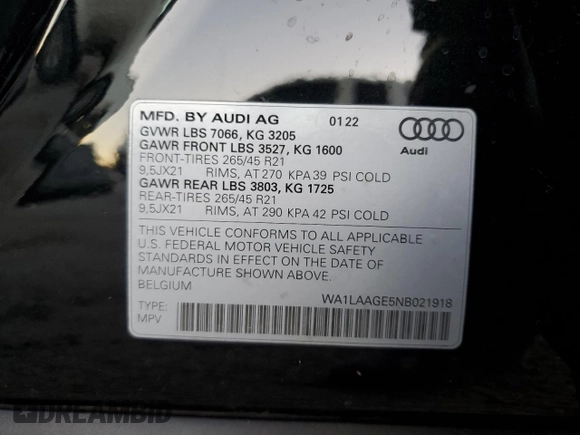 MFD. BY AUDI AG 01 22
GVWR LBS 7066, KG 3205
GAWR FRONT LBS 3527, KG 1600
FRONT-TIRES 265/45 R21
9,5JX21 RIMS, AT 270 KPA 39 PSI COLD
GAWR REAR LBS 3803, KG 1725
REAR-TIRES 265/45 R21
9,5JX21 RIMS, AT 290 KPA 42 PSI COLD
Audi
THIS VEHICLE CONFORMS TO ALL APPLICABLE
U.S. FEDERAL MOTOR VEHICLE SAFETY
STANDARDS IN EFFECT ON THE DATE OF
MANUFACTURE SHOWN ABOVE.
BELGIUM
WA1LAAGE5NB021918
TYPE:
MPV
DREAMBID